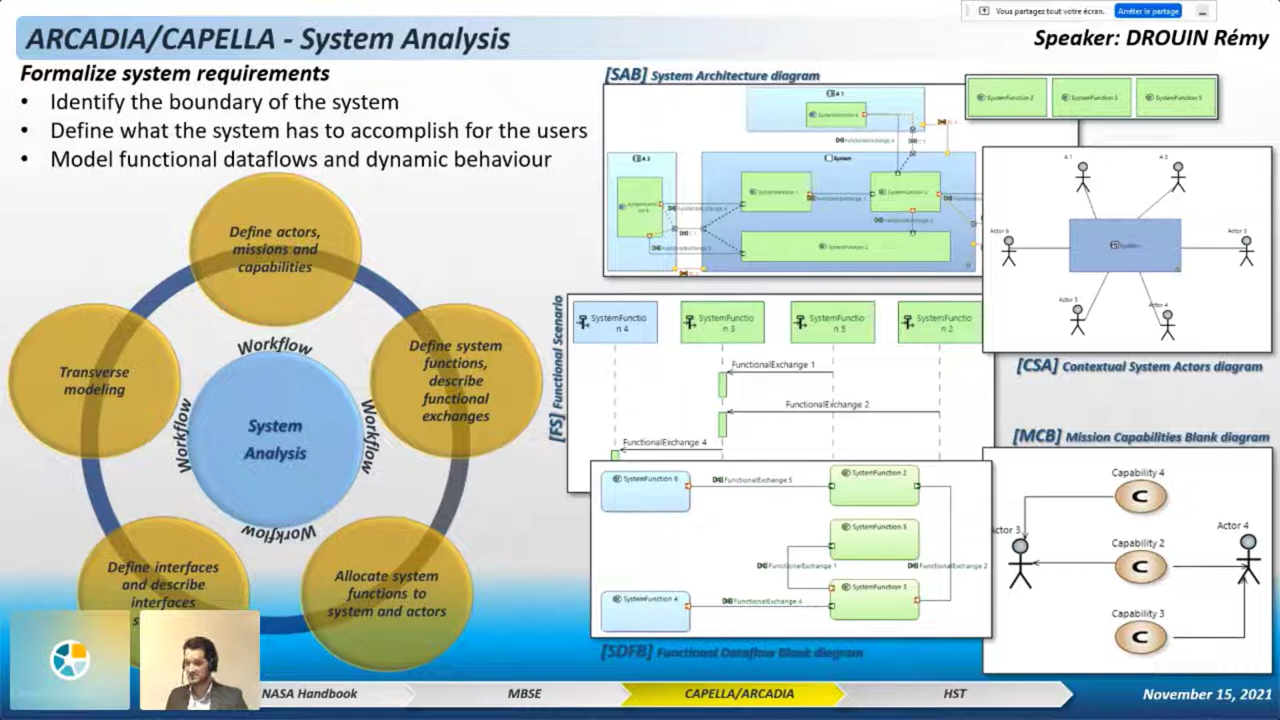 Vous partagez tout votre écran.
Arrêter le partage
ARCADIA/CAPELLA - System Analysis
Speaker: DROUIN Rémy
Formalize system requirements
• Identify the boundary of the system
• Define what the system has to accomplish for the users
• Model functional dataflows and dynamic behaviour
Define actors,
missions and
capabilities
Define system
functions,
describe
functional
exchanges
Allocate system
functions to
system and actors
Define interfaces
and describe
interfaces
Transverse
modeling
Workflow
Workflow
Workflow
Workflow
System
Analysis
[SAB] System Architecture diagram
A 1
A 3
System
SystemFunction 2
SystemFunction 3
SystemFunction 5
A 1
A 2
Actor 6
System
Actor 3
Actor 5
Actor 4
[CSA] Contextual System Actors diagram
[FS] Functional Scenario
SystemFunctio
n 4
SystemFunctio
n 3
SystemFunctio
n 5
SystemFunctio
n 2
FunctionalExchange 1
FunctionalExchange 2
FunctionalExchange 4
SystemFunction 6
FunctionalExchange 5
SystemFunction 2
SystemFunction 5
FunctionalExchange 1
FunctionalExchange 2
SystemFunction 4
FunctionalExchange 4
SystemFunction 3
[SDFB] Functional Dataflow Blank diagram
[MCB] Mission Capabilities Blank diagram
Capability 4
C
Actor 3
Actor 4
Capability 2
C
Capability 3
C
NASA Handbook
MBSE
CAPELLA/ARCADIA
HST
November 15, 2021